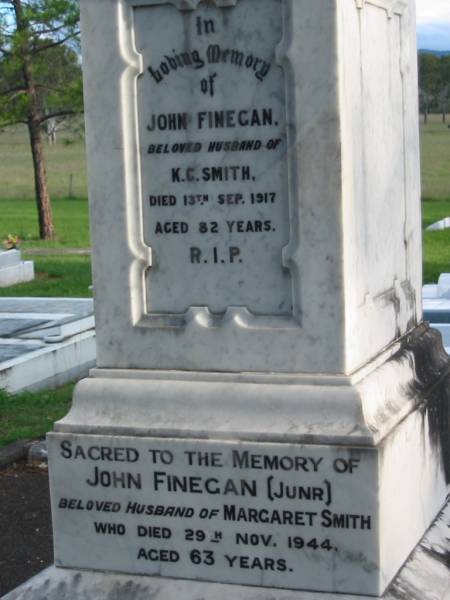 In
Loving Memory
of
JOHN FINEGAN.
BELOVED HUSBAND OF
K.C. SMITH,
DIED 13TH SEP. 1917
AGED 82 YEARS.
R.I.P.
SACRED TO THE MEMORY OF
JOHN FINEGAN (JUNR)
BELOVED HUSBAND OF MARGARET SMITH
WHO DIED 29TH NOV. 1944.
AGED 63 YEARS.